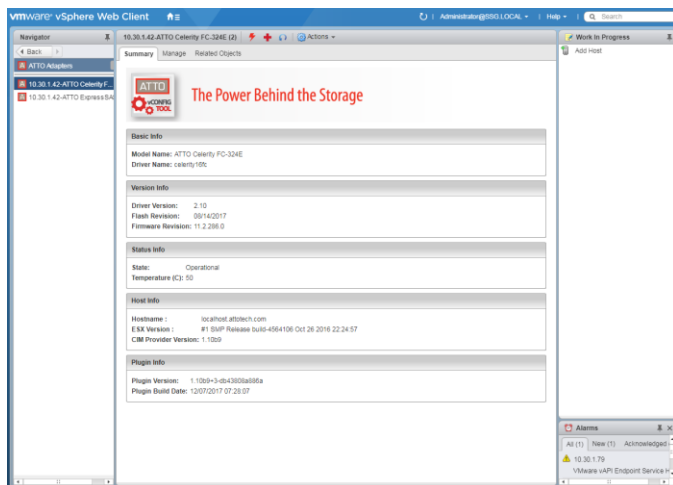 vmware® vSphere Web Client
Administrator@SSO.LOCAL
Help
Search
Navigator
Back
ATTO Adapters
10.30.1.42-ATTO Celerity F...
10.30.1.42-ATTO ExpressSA
10.30.1.42-ATTO Celerity FC-324E (2)
Actions
Summary Manage Related Objects
ATTO
vCONFIG
TOOL
The Power Behind the Storage
Basic Info
Model Name: ATTO Celerity FC-324E
Driver Name: celerity16fc
Version Info
Driver Version: 2.10
Flash Revision: 08/14/2017
Firmware Revision: 11.2.286.0
Status Info
State: Operational
Temperature (C): 50
Host Info
Hostname : localhost.attotech.com
ESX Version : #1 SMP Release build-4564106 Oct 26 2016 22:24:57
CIM Provider Version: 1.10b9
Plugin Info
Plugin Version: 1.10b9+3-db43808a886a
Plugin Build Date: 12/07/2017 07:28:07
Work In Progress
Add Host
Alarms
All (1) New (1) Acknowledged
10.30.1.79
VMware vAPI Endpoint Service H